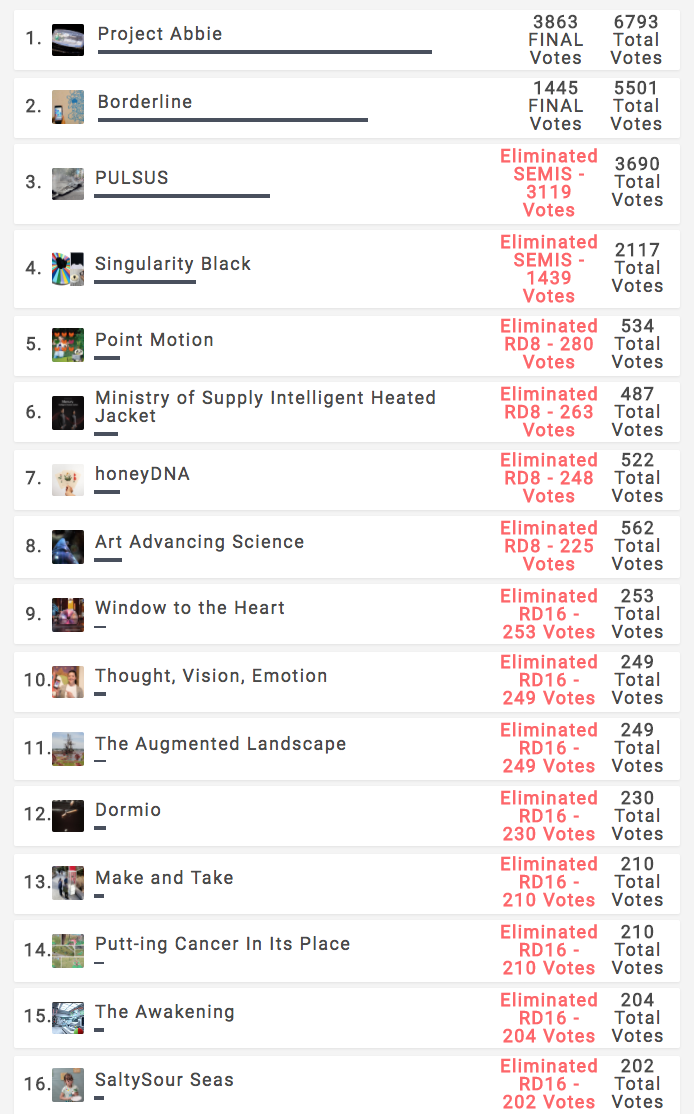 1.
Project Abbie
3863
FINAL
Votes
6793
Total
Votes
2.
Borderline
1445
FINAL
Votes
5501
Total
Votes
3.
PULSUS
Eliminated
SEMIS -
3119
Votes
3690
Total
Votes
4.
Singularity Black
Eliminated
SEMIS -
1439
Votes
2117
Total
Votes
5.
Point Motion
Eliminated
RD8 - 280
Votes
534
Total
Votes
6.
Ministry of Supply Intelligent Heated
Jacket
Eliminated
RD8 - 263
Votes
487
Total
Votes
7.
honeyDNA
Eliminated
RD8 - 248
Votes
522
Total
Votes
8.
Art Advancing Science
Eliminated
RD8 - 225
Votes
562
Total
Votes
9.
Window to the Heart
Eliminated
RD16 -
253 Votes
253
Total
Votes
10.
Thought, Vision, Emotion
Eliminated
RD16 -
249 Votes
249
Total
Votes
11.
The Augmented Landscape
Eliminated
RD16 -
249 Votes
249
Total
Votes
12.
Dormio
Eliminated
RD16 -
230 Votes
230
Total
Votes
13.
Make and Take
Eliminated
RD16 -
210 Votes
210
Total
Votes
14.
Putt-ing Cancer In Its Place
Eliminated
RD16 -
210 Votes
210
Total
Votes
15.
The Awakening
Eliminated
RD16 -
204 Votes
204
Total
Votes
16.
SaltySour Seas
Eliminated
RD16 -
202 Votes
202
Total
Votes